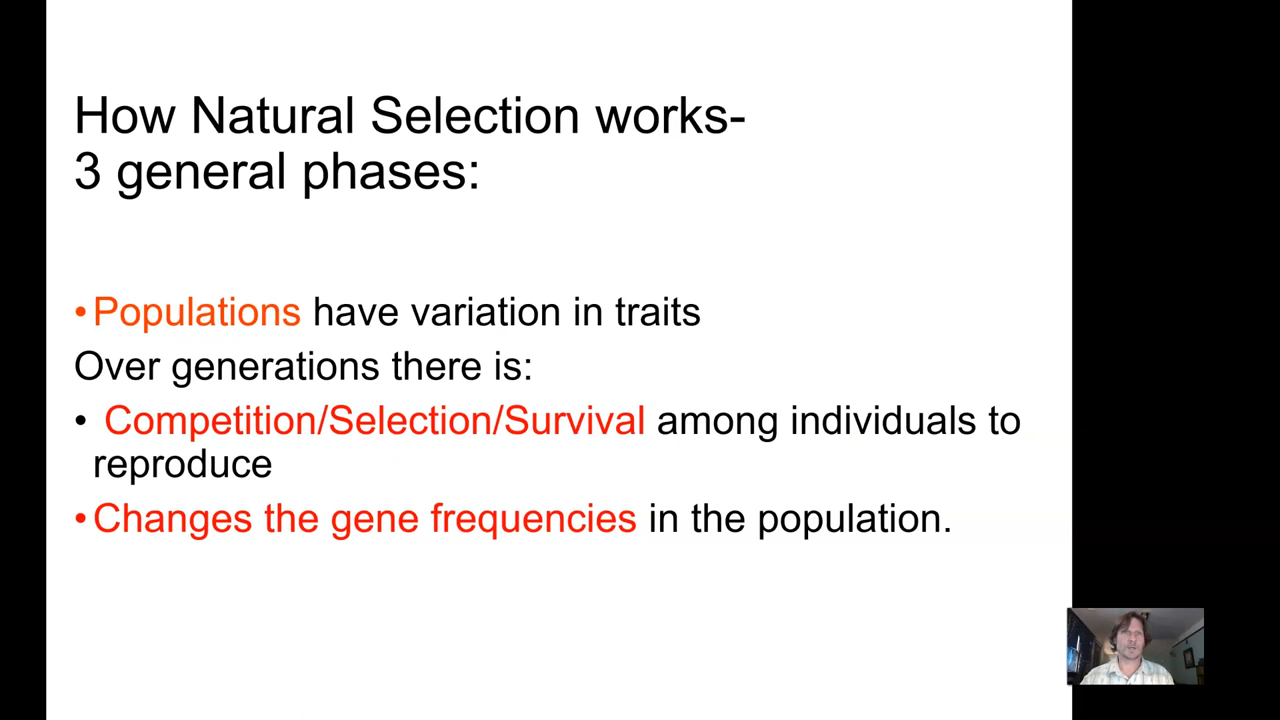 How Natural Selection works-
3 general phases:
•Populations have variation in traits
Over generations there is:
• Competition/Selection/Survival among individuals to
reproduce
•Changes the gene frequencies in the population.